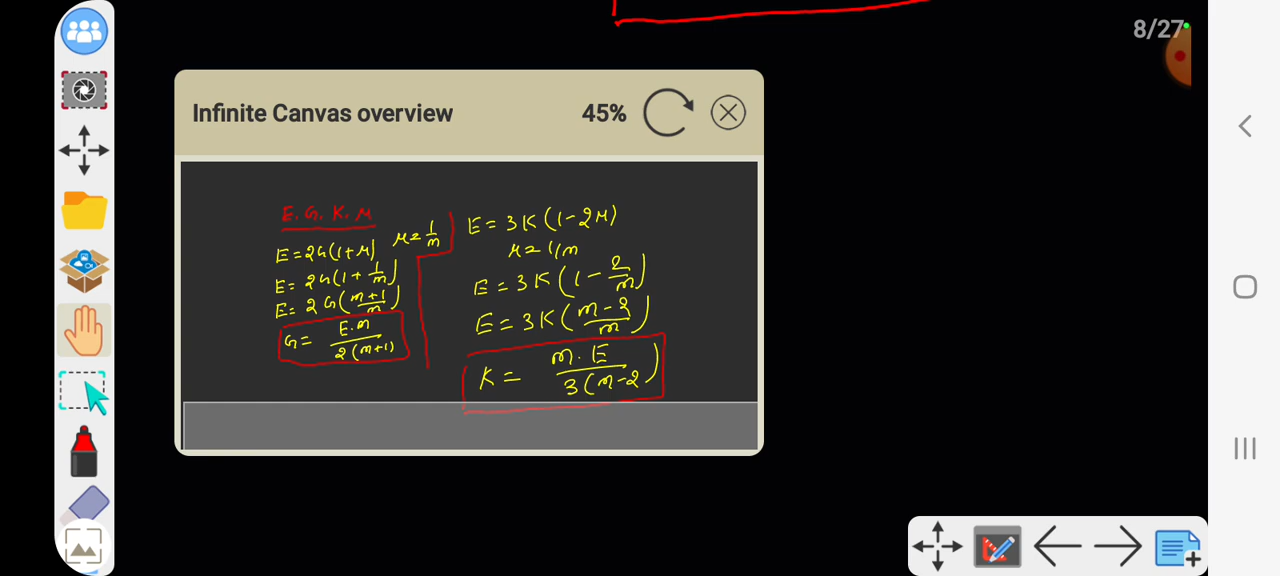 8/27
Infinite Canvas overview 45%
E. G. K. μ
E = 2G(1+μ) μ = 1/m
E = 2G(1 + 1/m)
E = 2G(m+1/m)
G = E.m / 2(m+1)
E = 3K(1-2μ)
μ = 1/m
E = 3K(1 - 2/m)
E = 3K(m-2/m)
K = m.E / 3(m-2)